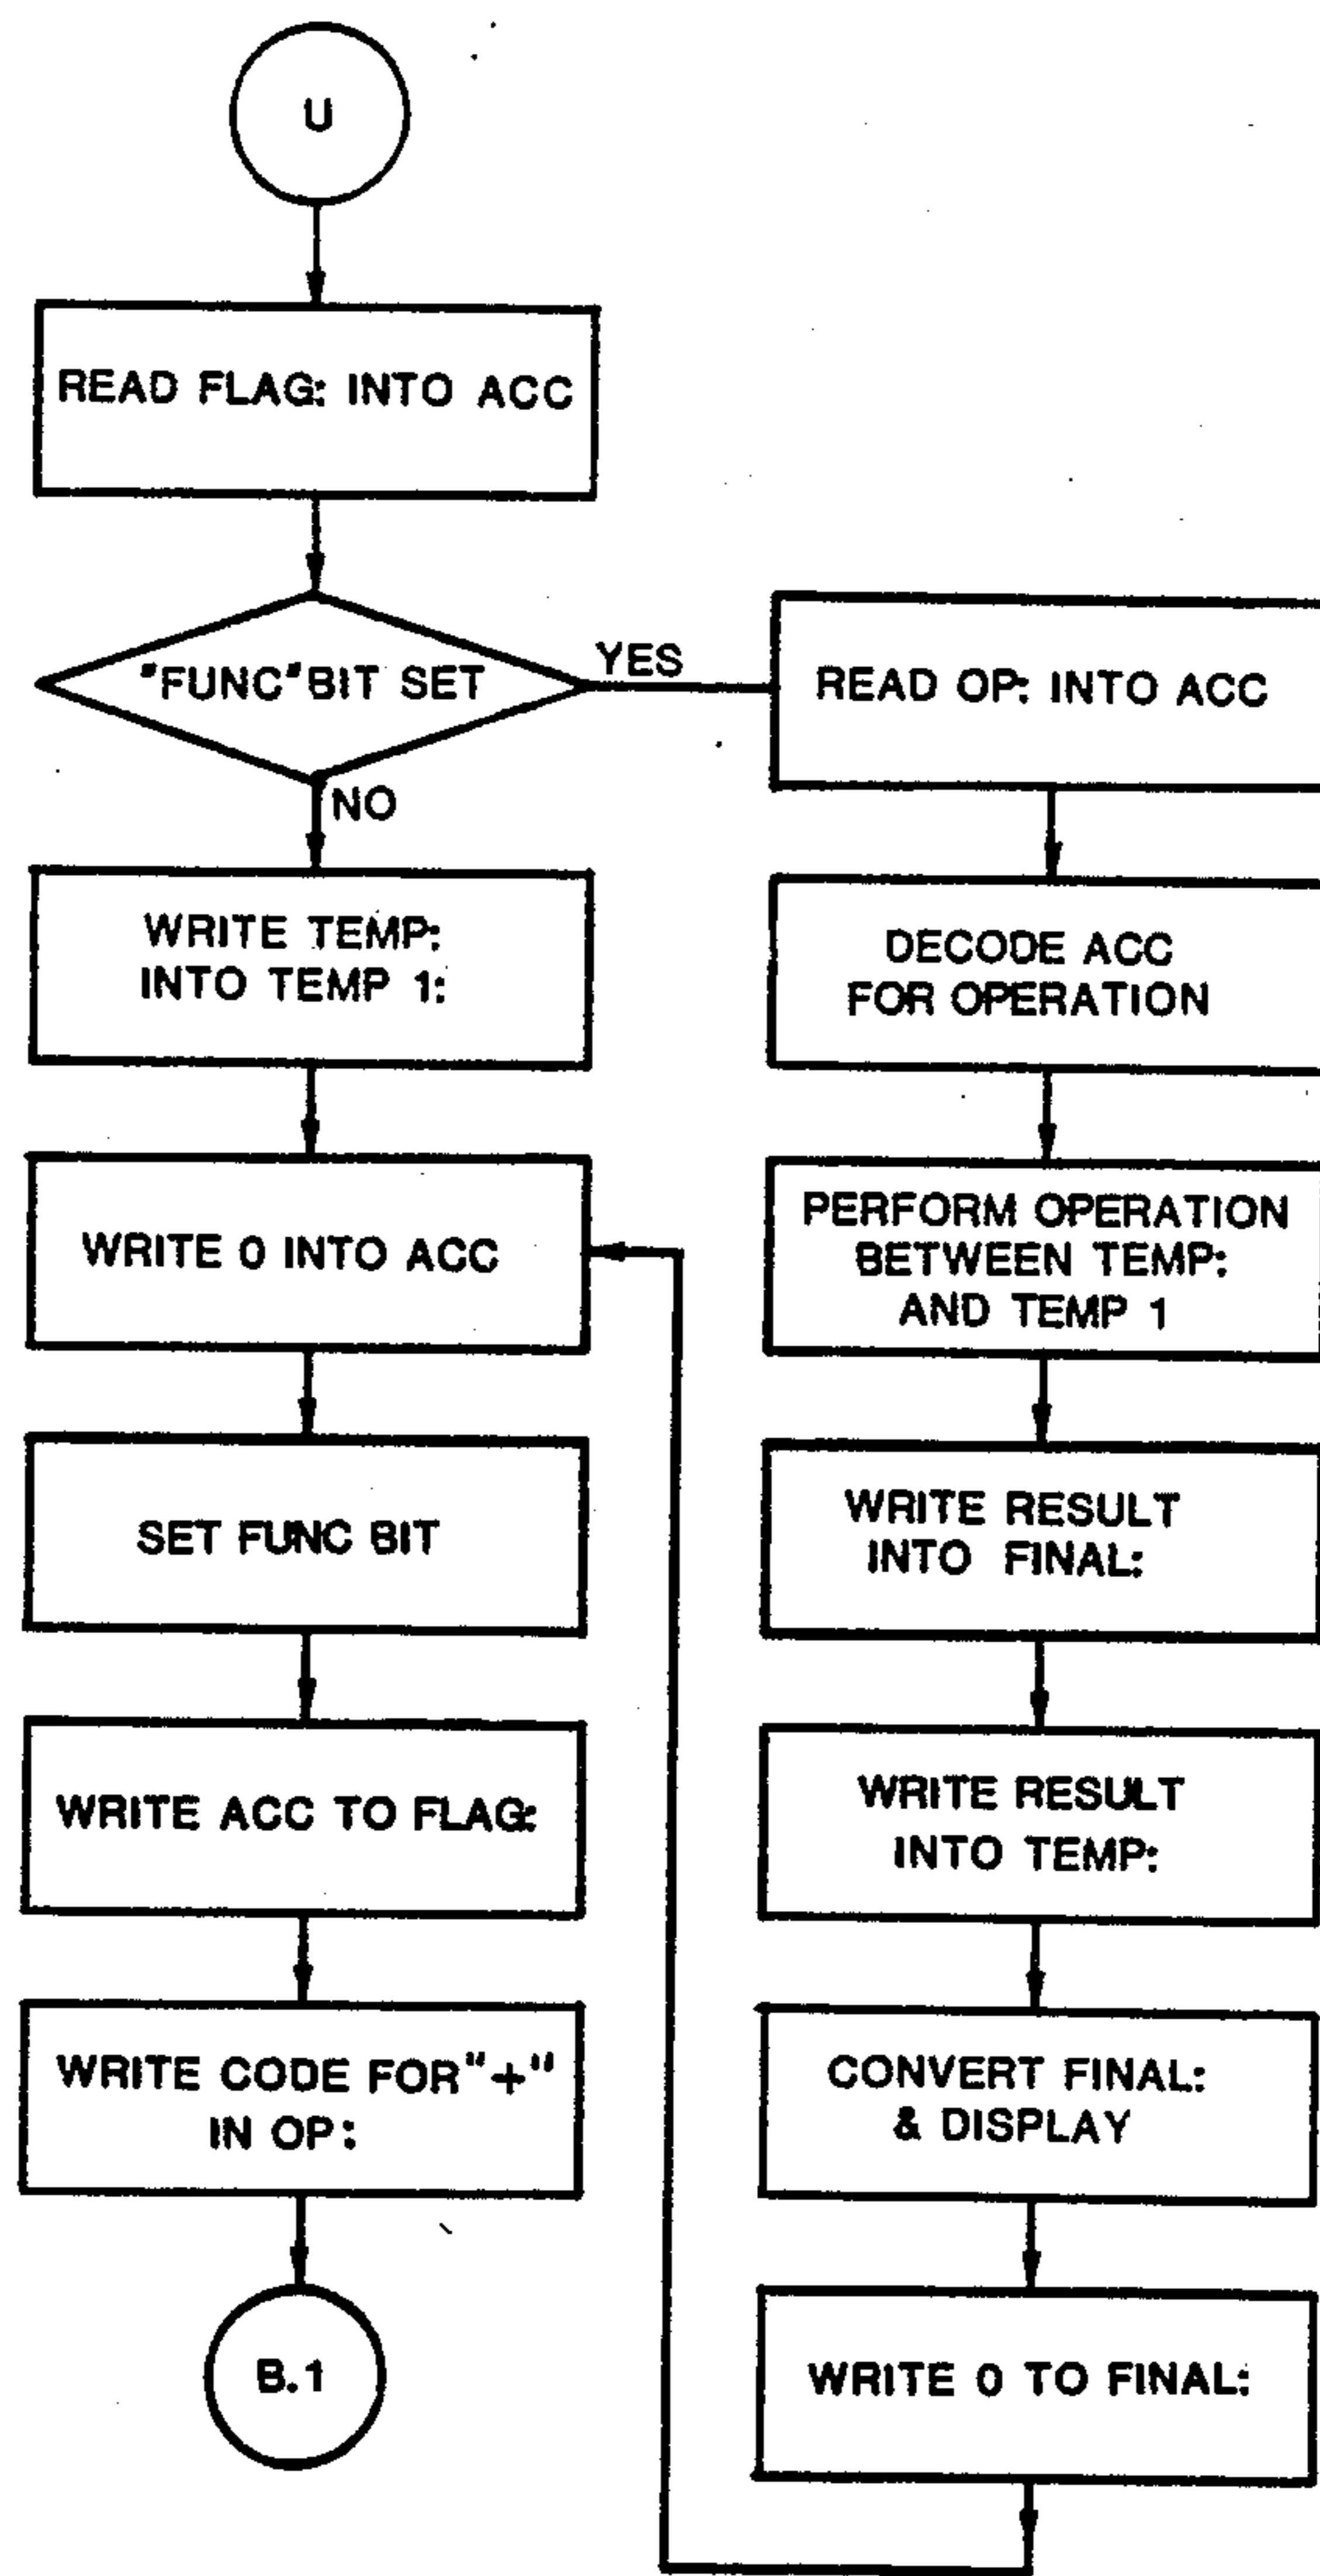 U
READ FLAG: INTO ACC
"FUNC" BIT SET
YES
NO
WRITE TEMP:
INTO TEMP 1:
WRITE 0 INTO ACC
SET FUNC BIT
WRITE ACC TO FLAG:
WRITE CODE FOR "+"
IN OP:
B.1
READ OP: INTO ACC
DECODE ACC
FOR OPERATION
PERFORM OPERATION
BETWEEN TEMP:
AND TEMP 1
WRITE RESULT
INTO FINAL:
WRITE RESULT
INTO TEMP:
CONVERT FINAL:
& DISPLAY
WRITE 0 TO FINAL: